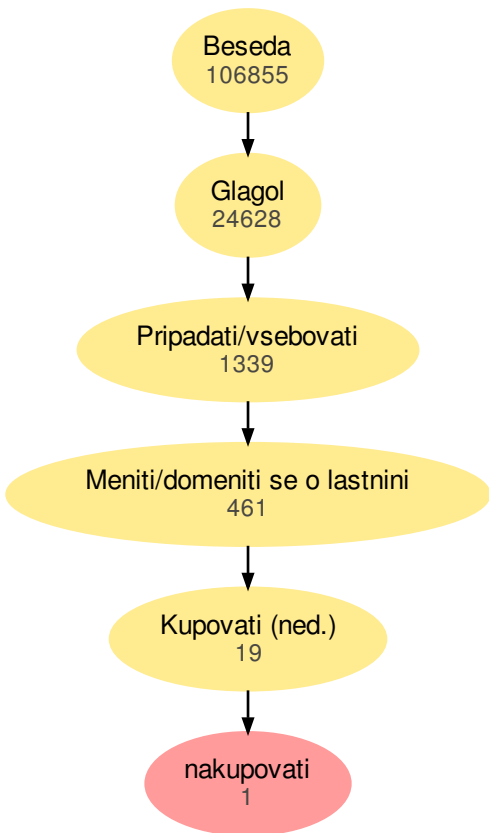 Beseda
106855
Glagol
24628
Pripadati/vsebovati
1339
Meniti/domeniti se o lastnini
461
Kupovati (ned.)
19
nakupovati
1